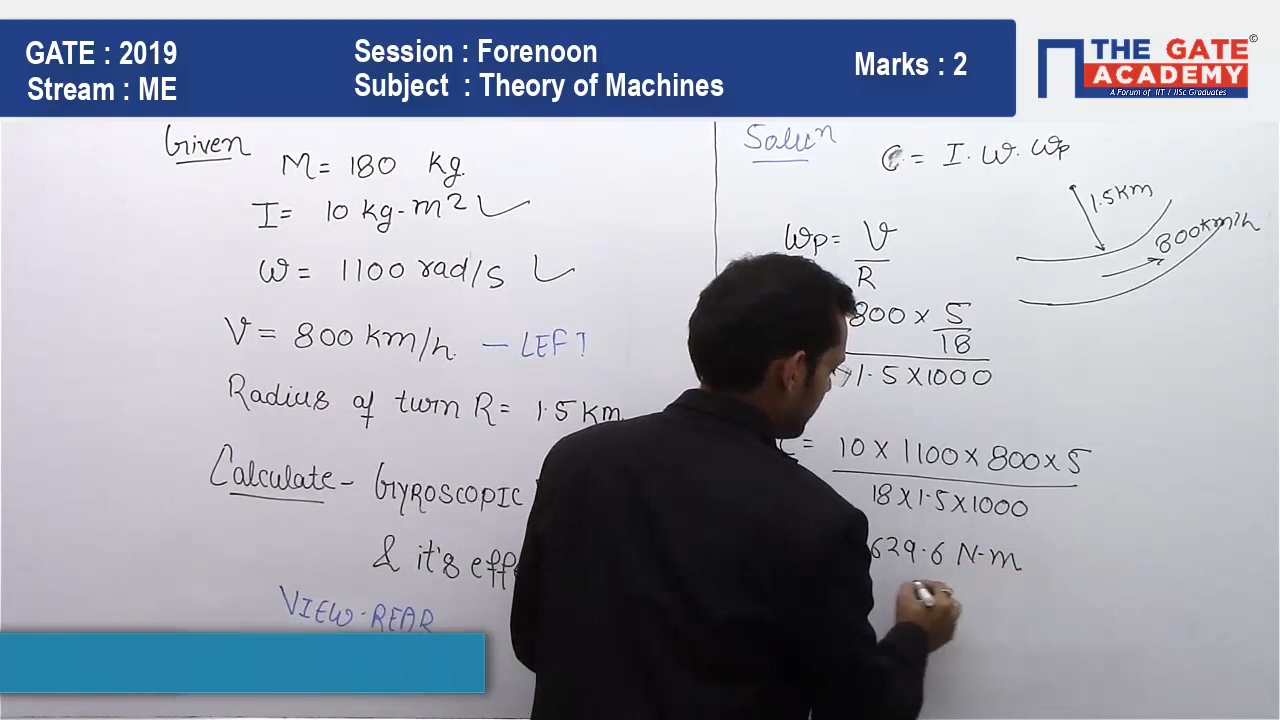 GATE : 2019
Stream : ME
Session : Forenoon
Subject : Theory of Machines
Marks : 2
THE GATE
ACADEMY
©
A Forum of IIT / IISc Graduates
Given
M = 180 kg.
I = 10 kg-m²
ω = 1100 rad/s
V = 800 km/h. — LEFT
Radius of turn R = 1.5 km
Calculate - GYROSCOPIC
& it's
VIEW-REAR
Solun
C = I. ω. ωp
1.5km
800km/h
ωp = V
R
800 × 5
18
1.5×1000
C = 10 × 1100 × 800 × 5
18 × 1.5 × 1000
629.6 N-m